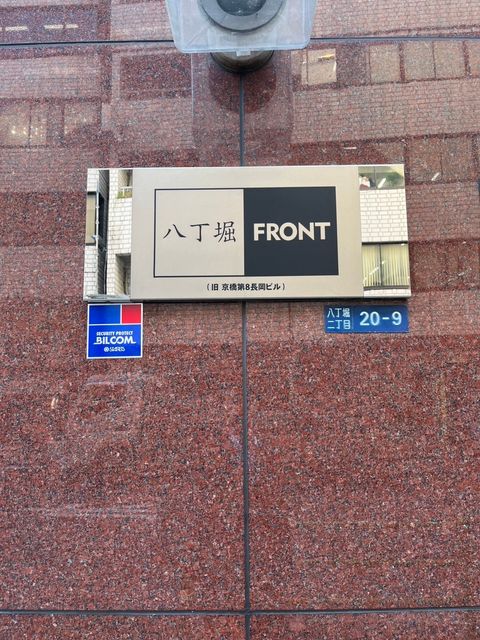 八丁堀 FRONT
(旧 京橋第8長岡ビル)
SECURITY PROTECT
BILCOM
八丁堀
二丁目 20-9